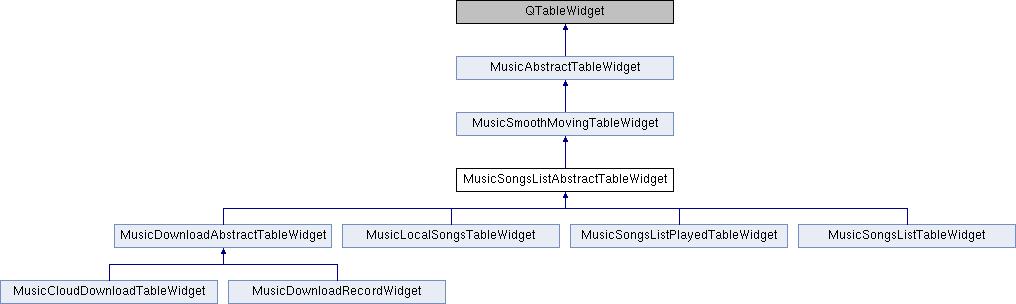 QTableWidget
MusicAbstractTableWidget
MusicSmoothMovingTableWidget
MusicSongsListAbstractTableWidget
MusicDownloadAbstractTableWidget
MusicLocalSongsTableWidget
MusicSongsListPlayedTableWidget
MusicSongsListTableWidget
MusicCloudDownloadTableWidget
MusicDownloadRecordWidget